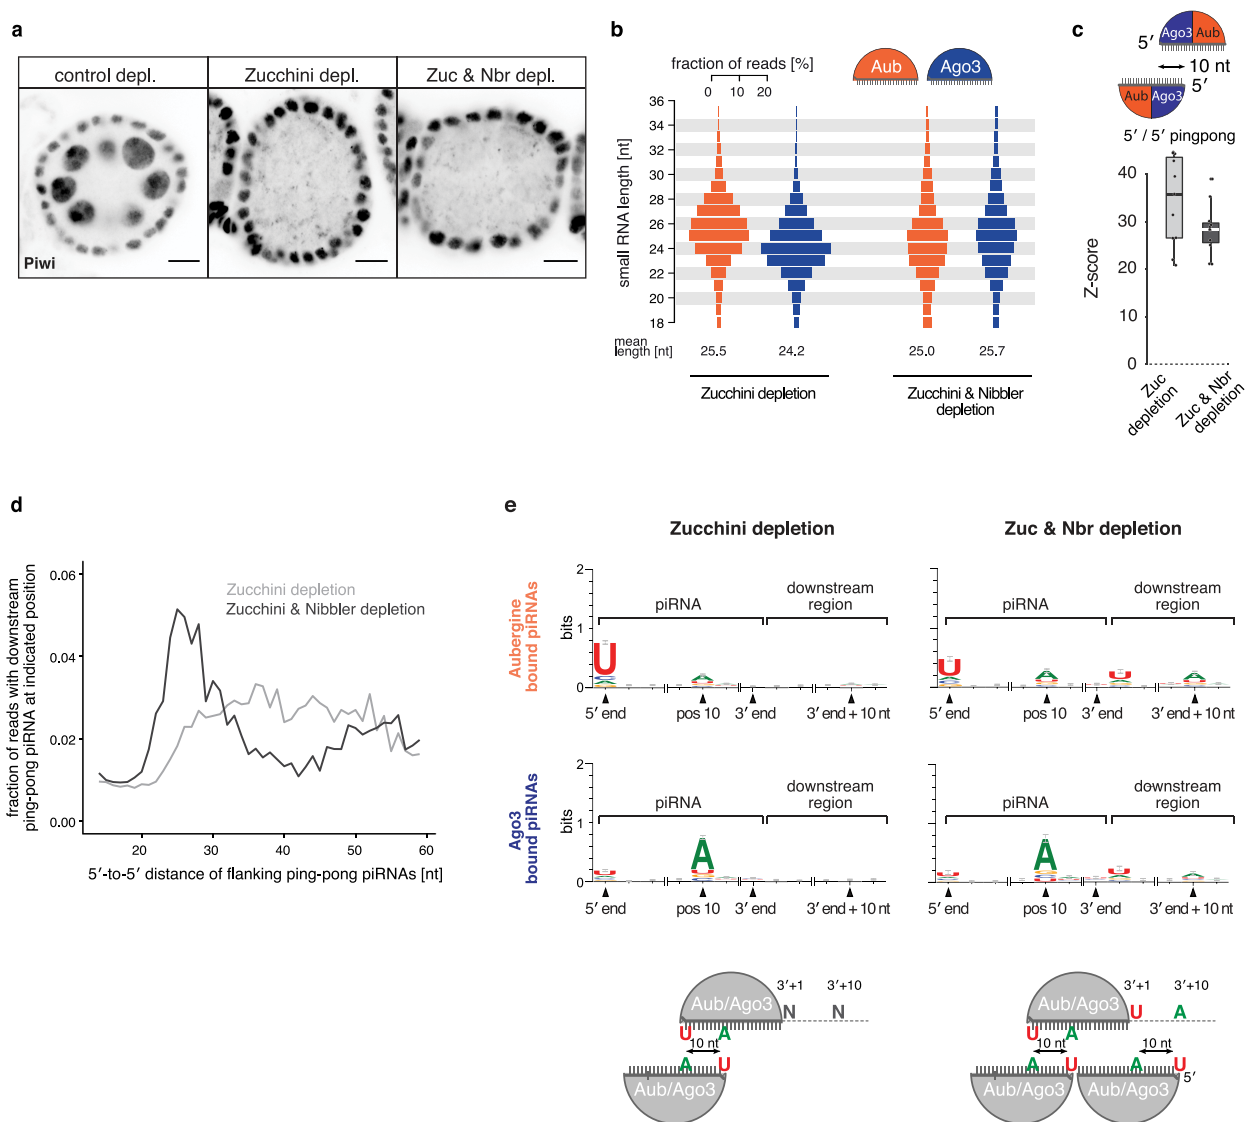 a
control depl.
Zucchini depl.
Zuc & Nbr depl.
Piwi
b
fraction of reads [%]
0 10 20
Aub
Ago3
small RNA length [nt]
36
34
32
30
28
26
24
22
20
18
mean
length [nt]
25.5
24.2
25.0
25.7
Zucchini depletion
Zucchini & Nibbler
depletion
c
5′ Ago3 Aub
10 nt
5′
Aub Ago3
5′ / 5′ pingpong
Z-score
40
30
20
10
0
Zuc
depletion
Zuc & Nbr
depletion
d
fraction of reads with downstream
ping-pong piRNA at indicated position
0.06
0.04
0.02
0.00
Zucchini depletion
Zucchini & Nibbler depletion
20 30 40 50 60
5′-to-5′ distance of flanking ping-pong piRNAs [nt]
e
Zucchini depletion
Zuc & Nbr depletion
Aubergine
bound piRNAs
bits
2
1
0
piRNA
downstream
region
U
A
5′ end
pos 10
3′ end
3′ end + 10 nt
2
1
0
piRNA
downstream
region
U
A
U
A
5′ end
pos 10
3′ end
3′ end + 10 nt
Ago3
bound piRNAs
bits
2
1
0
piRNA
downstream
region
U
A
5′ end
pos 10
3′ end
3′ end + 10 nt
2
1
0
piRNA
downstream
region
U
A
U
A
5′ end
pos 10
3′ end
3′ end + 10 nt
Aub/Ago3
3′+1
3′+10
N
N
U A
10 nt
A U
Aub/Ago3
Aub/Ago3
3′+1
3′+10
U
A
U A
10 nt
10 nt
A U
A U
5′
Aub/Ago3
Aub/Ago3